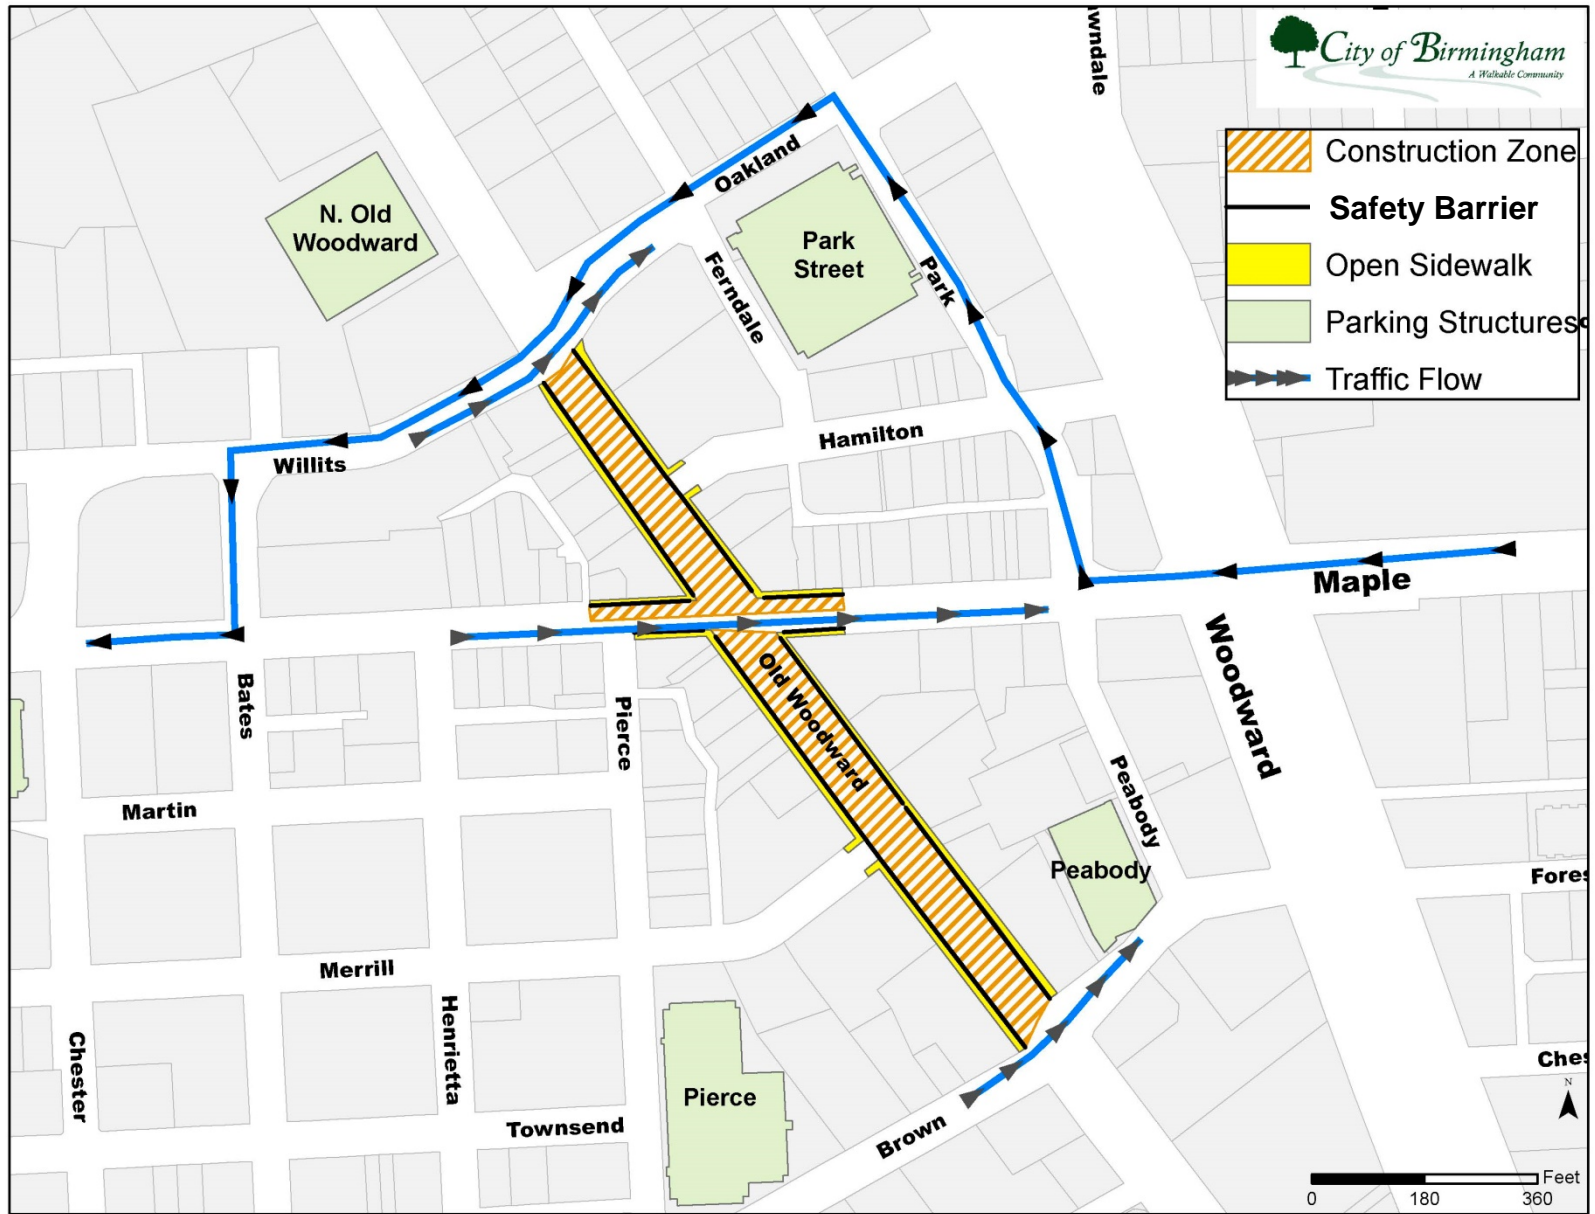 wndale
City of Birmingham
A Walkable Community
Construction Zone
Safety Barrier
Open Sidewalk
Parking Structures
Traffic Flow
N. Old
Woodward
Oakland
Park
Street
Ferndale
Park
Hamilton
Willits
Maple
Woodward
Old Woodward
Bates
Pierce
Martin
Peabody
Peabody
Fores
Merrill
Henrietta
Chester
Pierce
Townsend
Brown
Ches
N
Feet
0 180 360